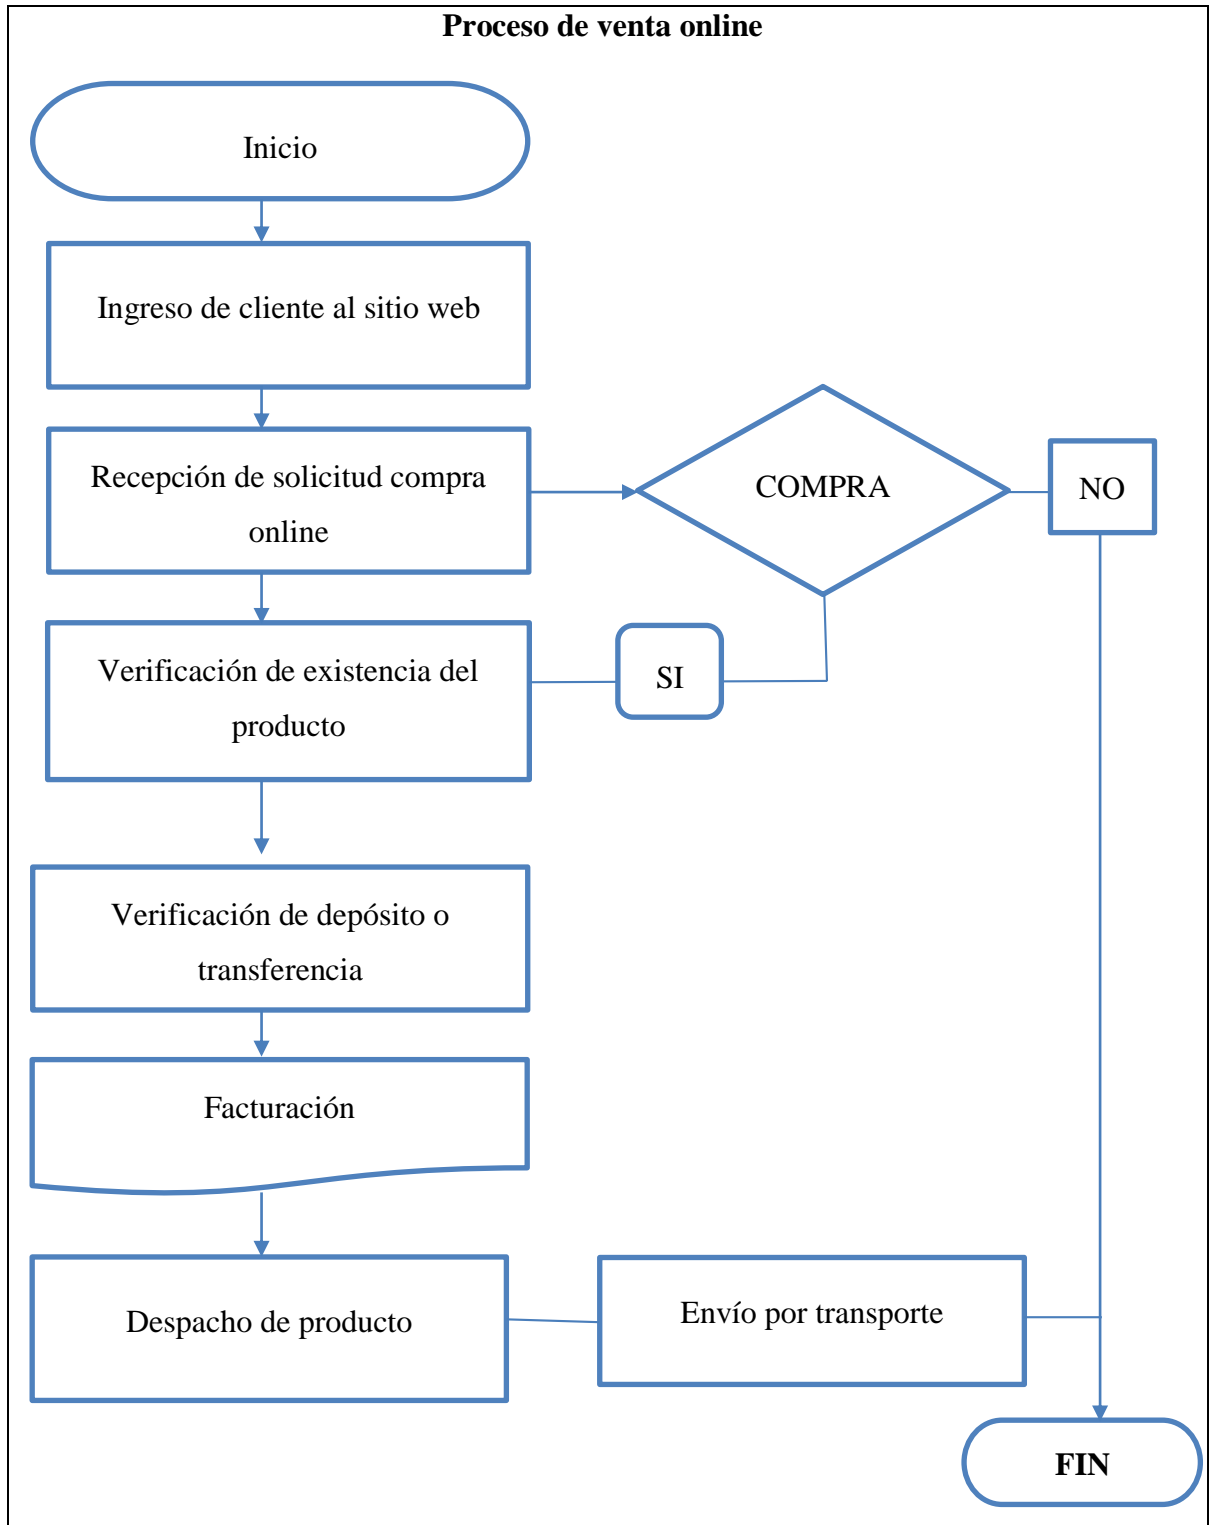 Proceso de venta online
Inicio
Ingreso de cliente al sitio web
Recepción de solicitud compra
online
COMPRA
NO
Verificación de existencia del
producto
SI
Verificación de depósito o
transferencia
Facturación
Despacho de producto
Envío por transporte
FIN